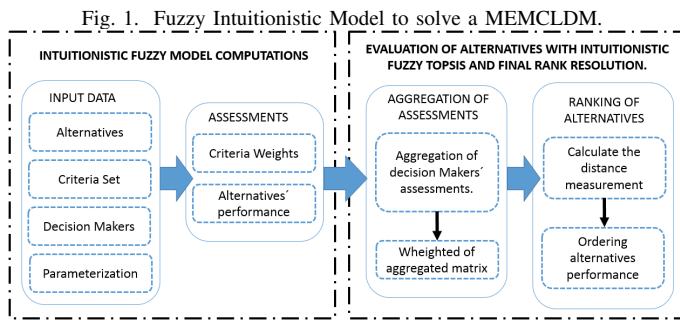 Fig. 1. Fuzzy Intuitionistic Model to solve a MEMCLDM.
INTUITIONISTIC FUZZY MODEL COMPUTATIONS
INPUT DATA
Alternatives
Criteria Set
Decision Makers
Parameterization
ASSESSMENTS
Criteria Weights
Alternatives´
performance
EVALUATION OF ALTERNATIVES WITH INTUITIONISTIC
FUZZY TOPSIS AND FINAL RANK RESOLUTION.
AGGREGATION OF
ASSESSMENTS
Aggregation of
decision Makers´
assessments.
Wheighted of
aggregated matrix
RANKING OF
ALTERNATIVES
Calculate the
distance
measurement
Ordering
alternatives
performance